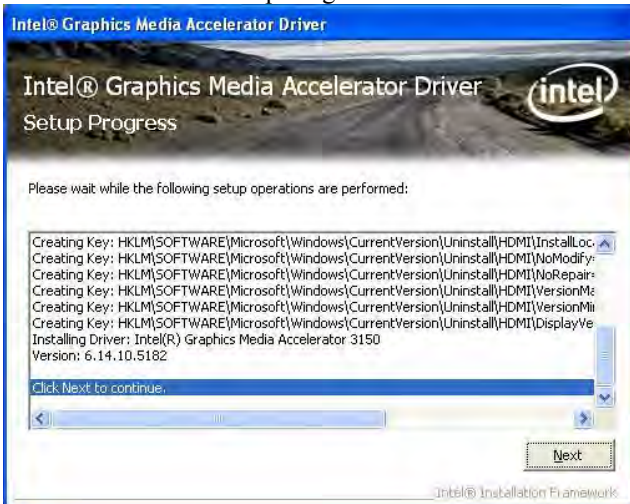 Intel® Graphics Media Accelerator Driver
Intel® Graphics Media Accelerator Driver
intel
Setup Progress
Please wait while the following setup operations are performed:
Creating Key: HKLM\SOFTWARE\Microsoft\Windows\CurrentVersion\Uninstall\HDMI\InstallLoc
Creating Key: HKLM\SOFTWARE\Microsoft\Windows\CurrentVersion\Uninstall\HDMI\NoModify=
Creating Key: HKLM\SOFTWARE\Microsoft\Windows\CurrentVersion\Uninstall\HDMI\NoRepair=
Creating Key: HKLM\SOFTWARE\Microsoft\Windows\CurrentVersion\Uninstall\HDMI\VersionMa
Creating Key: HKLM\SOFTWARE\Microsoft\Windows\CurrentVersion\Uninstall\HDMI\VersionMi
Creating Key: HKLM\SOFTWARE\Microsoft\Windows\CurrentVersion\Uninstall\HDMI\DisplayVe
Installing Driver: Intel(R) Graphics Media Accelerator 3150
Version: 6.14.10.5182
Click Next to continue.
Next
Intel® Installation Framework